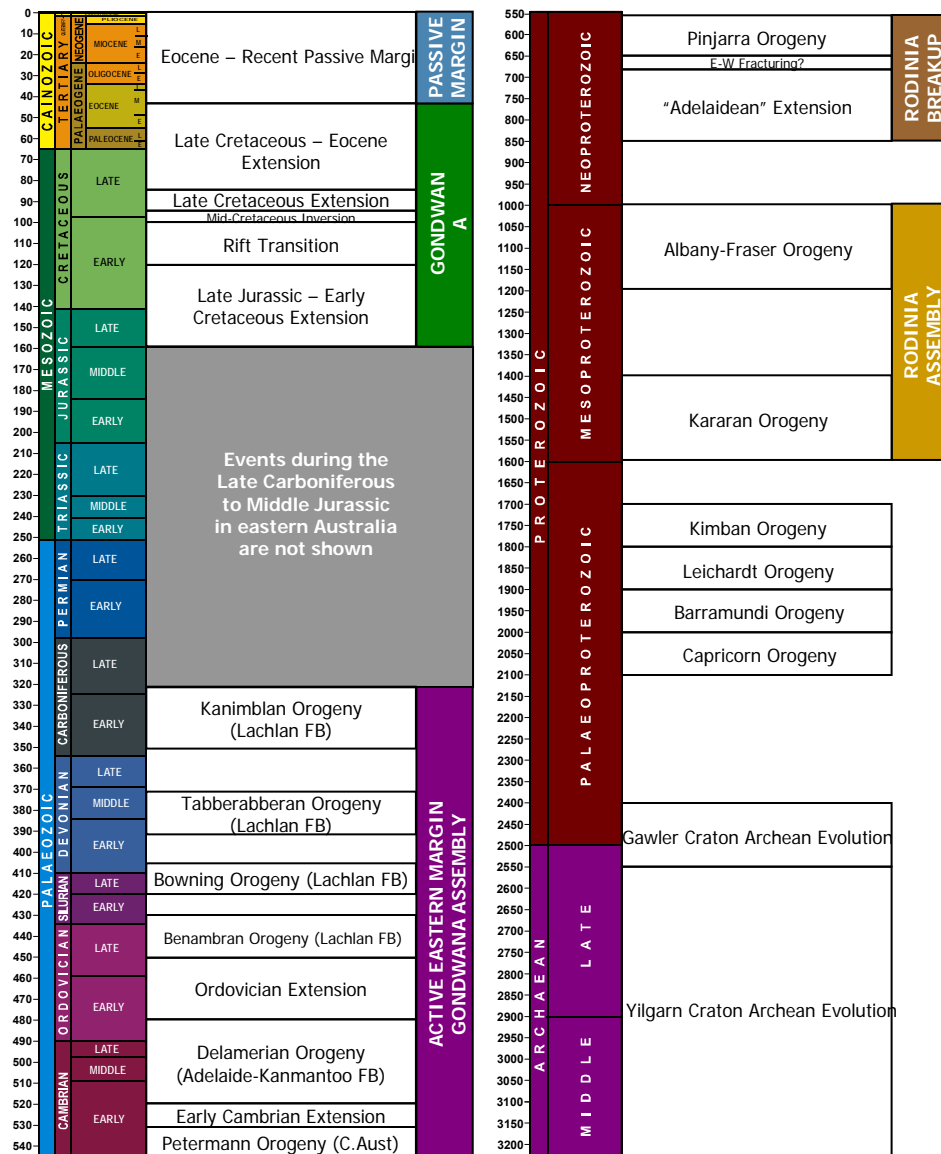 0
10
20
30
40
50
60
70
80
90
100
110
120
130
140
150
160
170
180
190
200
210
220
230
240
250
260
270
280
290
300
310
320
330
340
350
360
370
380
390
400
410
420
430
440
450
460
470
480
490
500
510
520
530
540
CAINOZOIC
MESOZOIC
PALAEOZOIC
TERTIARY
CRETACEOUS
JURASSIC
TRIASSIC
PERMIAN
CARBONIFEROUS
DEVONIAN
SILURIAN
ORDOVICIAN
CAMBRIAN
NEOGENE
PALAEOGENE
PLIOCENE
MIOCENE
L
M
E
OLIGOCENE
L
E
EOCENE
M
E
PALEOCENE
L
E
LATE
EARLY
LATE
MIDDLE
EARLY
LATE
MIDDLE
EARLY
LATE
EARLY
LATE
EARLY
LATE
MIDDLE
EARLY
LATE
EARLY
LATE
EARLY
LATE
MIDDLE
EARLY
Eocene – Recent Passive Margi
Late Cretaceous – Eocene
Extension
Late Cretaceous Extension
Mid-Cretaceous Inversion
Rift Transition
Late Jurassic – Early
Cretaceous Extension
Events during the
Late Carboniferous
to Middle Jurassic
in eastern Australia
are not shown
Kanimblan Orogeny
(Lachlan FB)
Tabberabberan Orogeny
(Lachlan FB)
Bowning Orogeny (Lachlan FB)
Benambran Orogeny (Lachlan FB)
Ordovician Extension
Delamerian Orogeny
(Adelaide-Kanmantoo FB)
Early Cambrian Extension
Petermann Orogeny (C.Aust)
PASSIVE
MARGIN
GONDWAN
A
ACTIVE EASTERN MARGIN
GONDWANA ASSEMBLY
550
600
650
700
750
800
850
900
950
1000
1050
1100
1150
1200
1250
1300
1350
1400
1450
1500
1550
1600
1650
1700
1750
1800
1850
1900
1950
2000
2050
2100
2150
2200
2250
2300
2350
2400
2450
2500
2550
2600
2650
2700
2750
2800
2850
2900
2950
3000
3050
3100
3150
3200
PROTEROZOIC
ARCHAEAN
NEOPROTEROZOIC
MESOPROTEROZOIC
PALAEOPROTEROZOIC
LATE
MIDDLE
Pinjarra Orogeny
E-W Fracturing?
“Adelaidean” Extension
Albany-Fraser Orogeny
Kararan Orogeny
Kimban Orogeny
Leichardt Orogeny
Barramundi Orogeny
Capricorn Orogeny
Gawler Craton Archean Evolution
Yilgarn Craton Archean Evolution
RODINIA
BREAKUP
RODINIA
ASSEMBLY